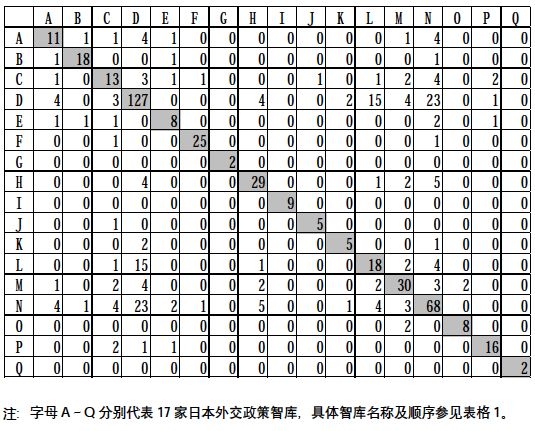 A B C D E F G H I J K L M N O P Q
A 11 1 1 4 1 0 0 0 0 0 0 0 1 4 0 0 0
B 1 18 0 0 1 0 0 0 0 0 0 0 0 1 0 0 0
C 1 0 13 3 1 1 0 0 0 1 0 1 2 4 0 2 0
D 4 0 3 127 0 0 0 4 0 0 2 15 4 23 0 1 0
E 1 1 1 0 8 0 0 0 0 0 0 0 0 2 0 1 0
F 0 0 1 0 0 25 0 0 0 0 0 0 0 1 0 0 0
G 0 0 0 0 0 0 2 0 0 0 0 0 0 0 0 0 0
H 0 0 0 4 0 0 0 29 0 0 0 1 2 5 0 0 0
I 0 0 0 0 0 0 0 0 9 0 0 0 0 0 0 0 0
J 0 0 1 0 0 0 0 0 0 5 0 0 0 0 0 0 0
K 0 0 0 2 0 0 0 0 0 0 5 0 0 1 0 0 0
L 0 0 1 15 0 0 0 1 0 0 0 18 2 4 0 0 0
M 1 0 2 4 0 0 0 2 0 0 0 2 30 3 2 0 0
N 4 1 4 23 2 1 0 5 0 0 1 4 3 68 0 0 0
O 0 0 0 0 0 0 0 0 0 0 0 0 2 0 8 0 0
P 0 0 2 1 1 0 0 0 0 0 0 0 0 0 0 16 0
Q 0 0 0 0 0 0 0 0 0 0 0 0 0 0 0 0 2
注: 字母 A~Q 分别代表 17 家日本外交政策智库，具体智库名称及顺序参见表格 1。